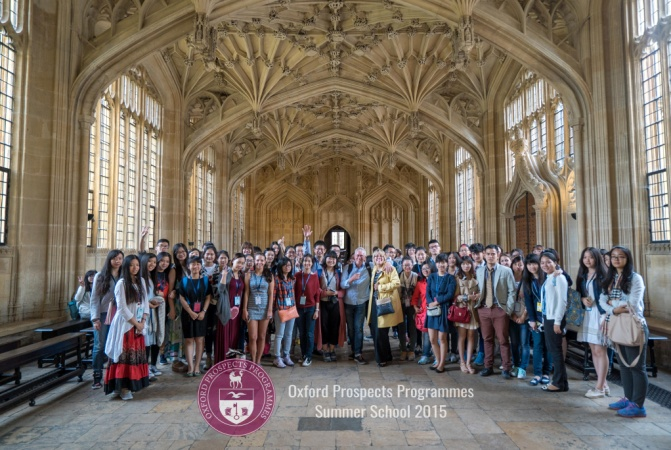 OXFORD PROSPECTS PROGRAMMES
Oxford Prospects Programmes
Summer School 2015